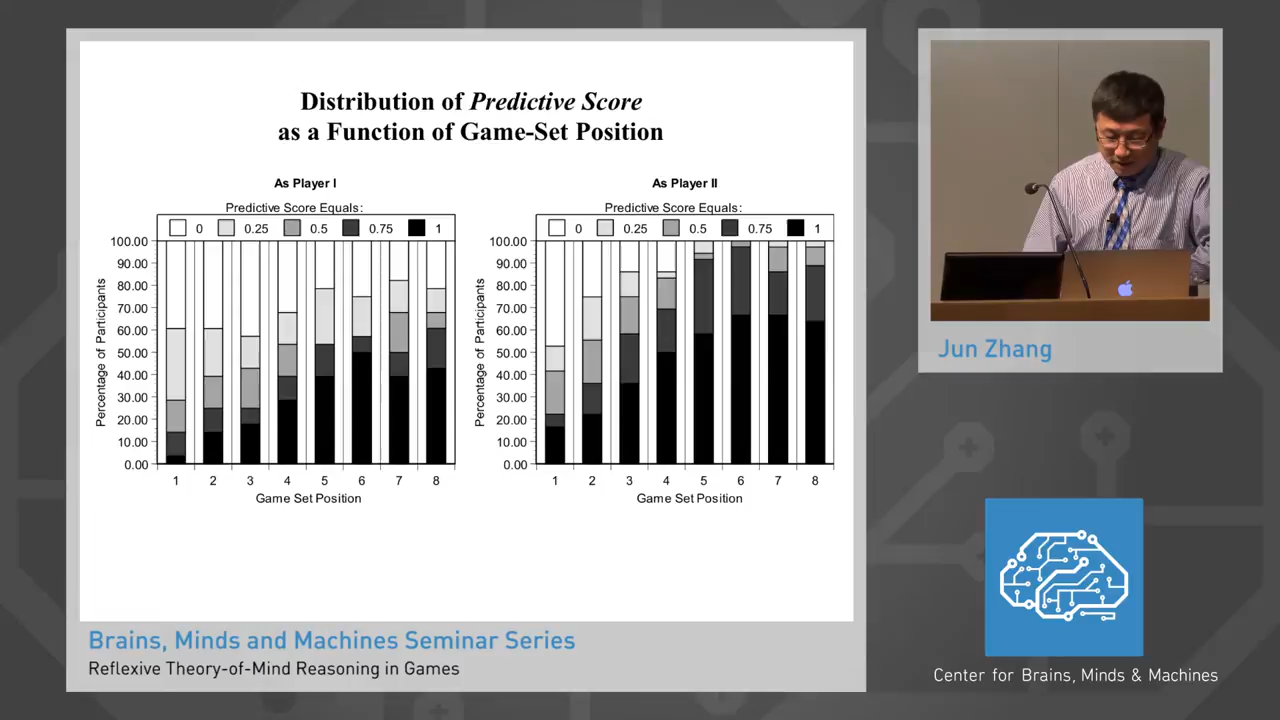 Distribution of Predictive Score
as a Function of Game-Set Position
As Player I
Predictive Score Equals:
0 0.25 0.5 0.75 1
100.00
90.00
80.00
70.00
60.00
50.00
40.00
30.00
20.00
10.00
0.00
Percentage of Participants
1 2 3 4 5 6 7 8
Game Set Position
As Player II
Predictive Score Equals:
0 0.25 0.5 0.75 1
100.00
90.00
80.00
70.00
60.00
50.00
40.00
30.00
20.00
10.00
0.00
Percentage of Participants
1 2 3 4 5 6 7 8
Game Set Position
Jun Zhang
Brains, Minds and Machines Seminar Series
Reflexive Theory-of-Mind Reasoning in Games
Center for Brains, Minds & Machines